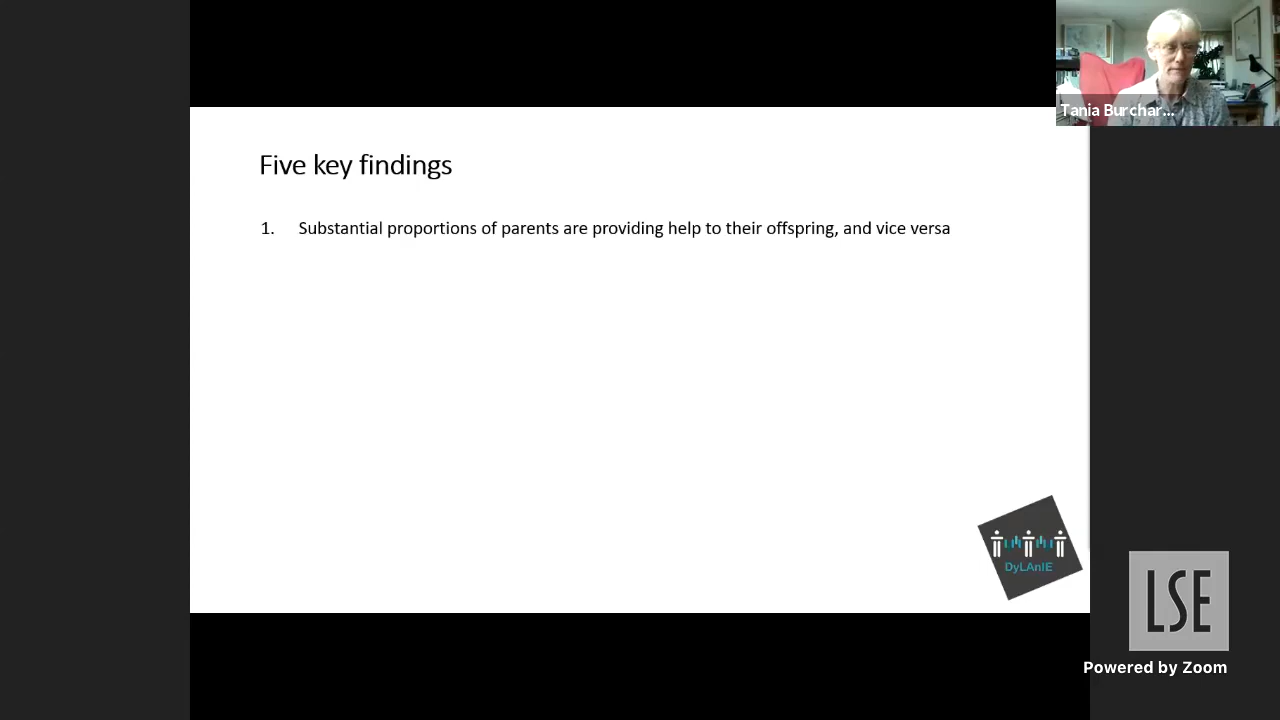 Tania Burchar...
Five key findings
1. Substantial proportions of parents are providing help to their offspring, and vice versa
DyLAnIE
LSE
Powered by Zoom